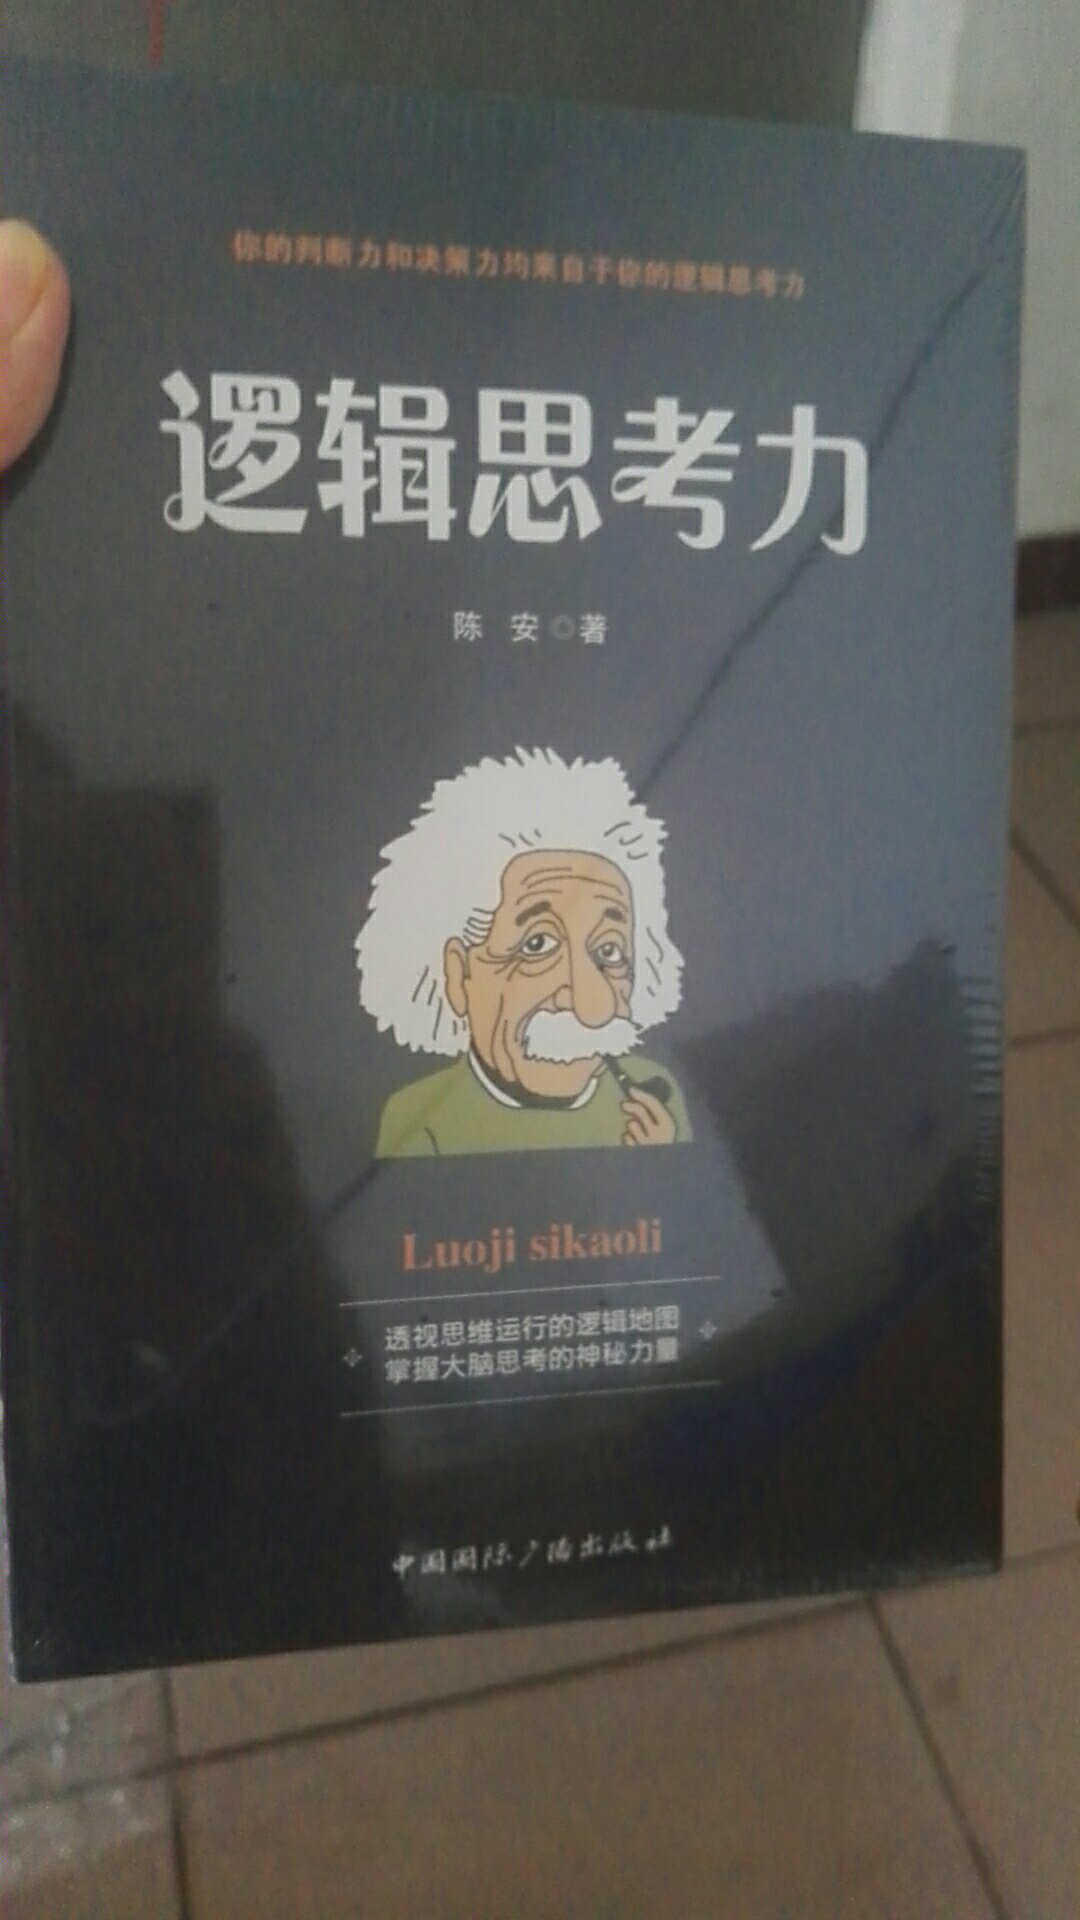 你的判断力和决策力均来自于你的逻辑思考力
逻辑思考力
陈 安◎著
Luoji sikaoli
透视思维运行的逻辑地图
掌握大脑思考的神秘力量
中国国际广播出版社